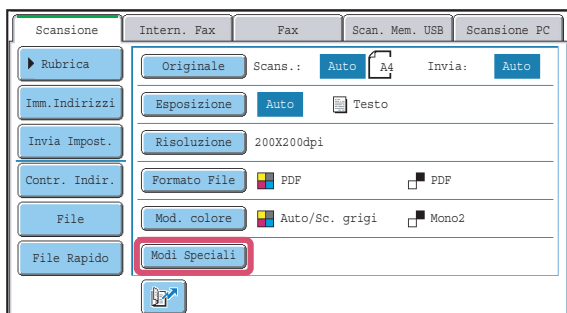 Scansione Intern. Fax Fax Scan. Mem. USB Scansione PC
Rubrica Originale Scans.: Auto A4 Invia: Auto
Imm.Indirizzi Esposizione Auto Testo
Invia Impost. Risoluzione 200X200dpi
Contr. Indir. Formato File PDF PDF
File Mod. colore Auto/Sc. grigi Mono2
File Rapido Modi Speciali